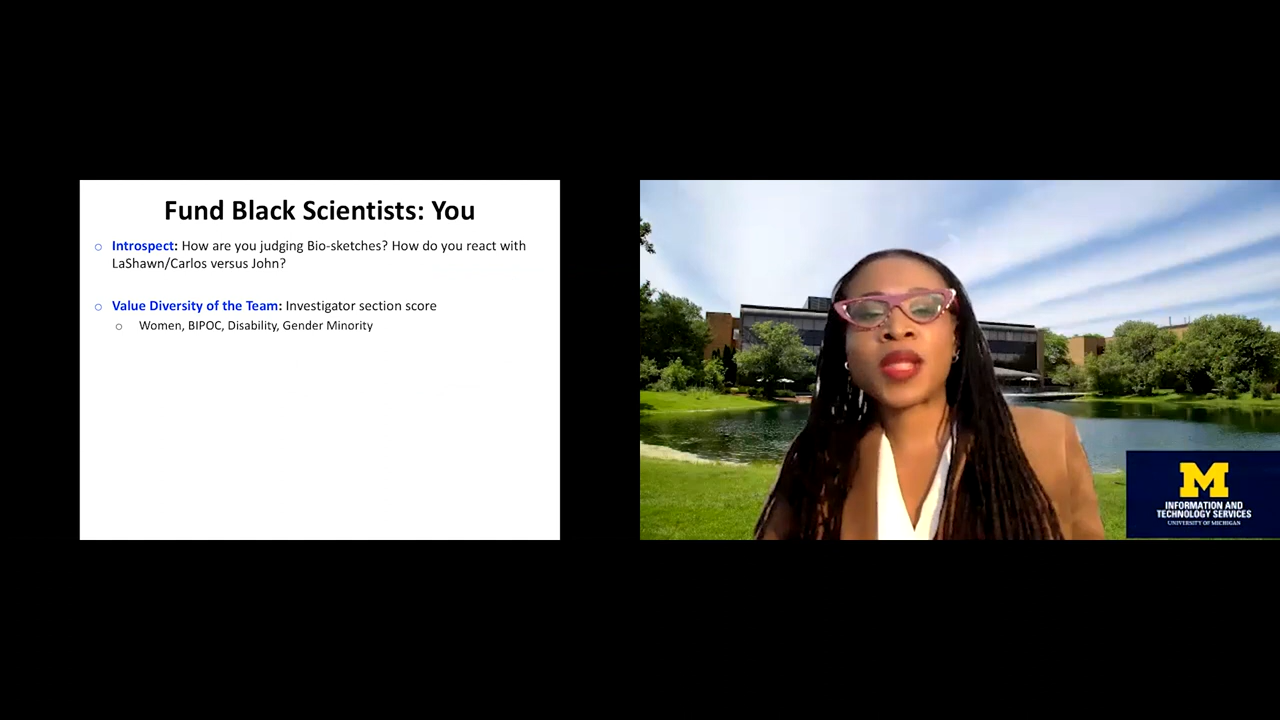 Fund Black Scientists: You
○ Introspect: How are you judging Bio-sketches? How do you react with
LaShawn/Carlos versus John?
○ Value Diversity of the Team: Investigator section score
○ Women, BIPOC, Disability, Gender Minority
M
INFORMATION AND
TECHNOLOGY SERVICES
UNIVERSITY OF MICHIGAN